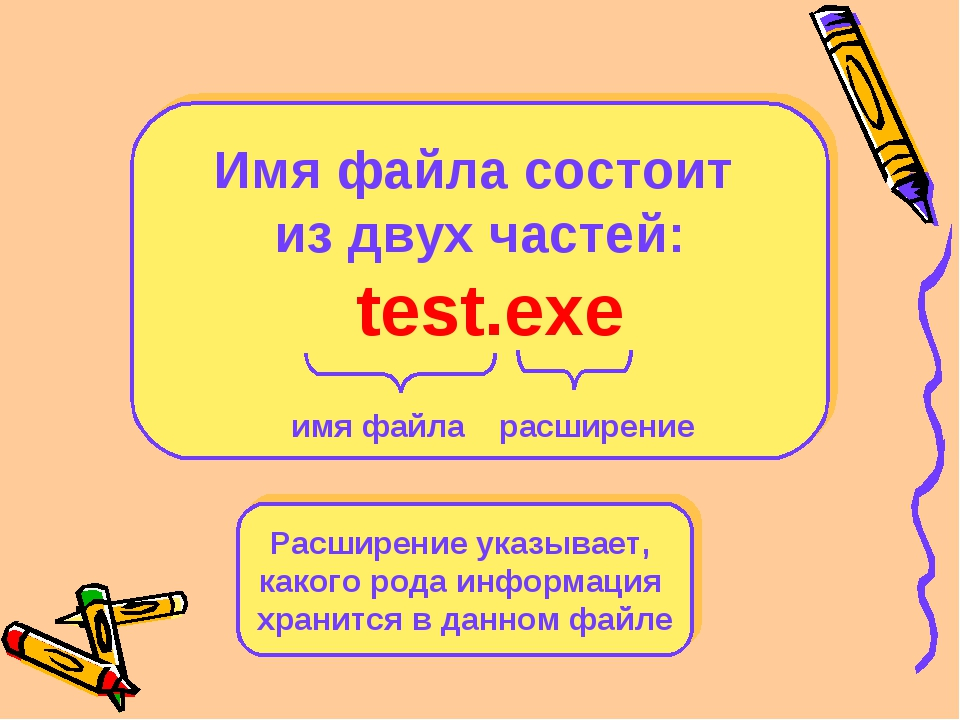 Имя файла состоит
из двух частей:
test.exe
имя файла расширение
Расширение указывает,
какого рода информация
хранится в данном файле